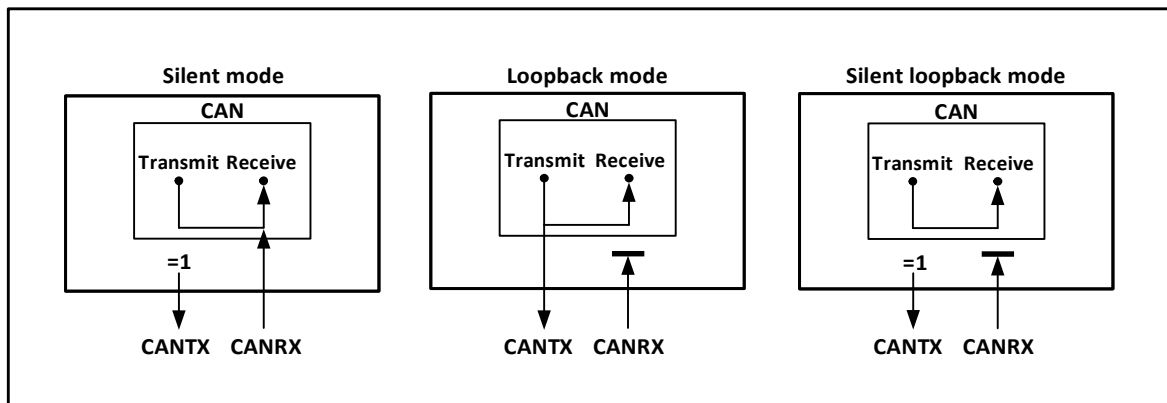 Silent mode
CAN
Transmit Receive
=1
CANTX CANRX
Loopback mode
CAN
Transmit Receive
CANTX CANRX
Silent loopback mode
CAN
Transmit Receive
=1
CANTX CANRX